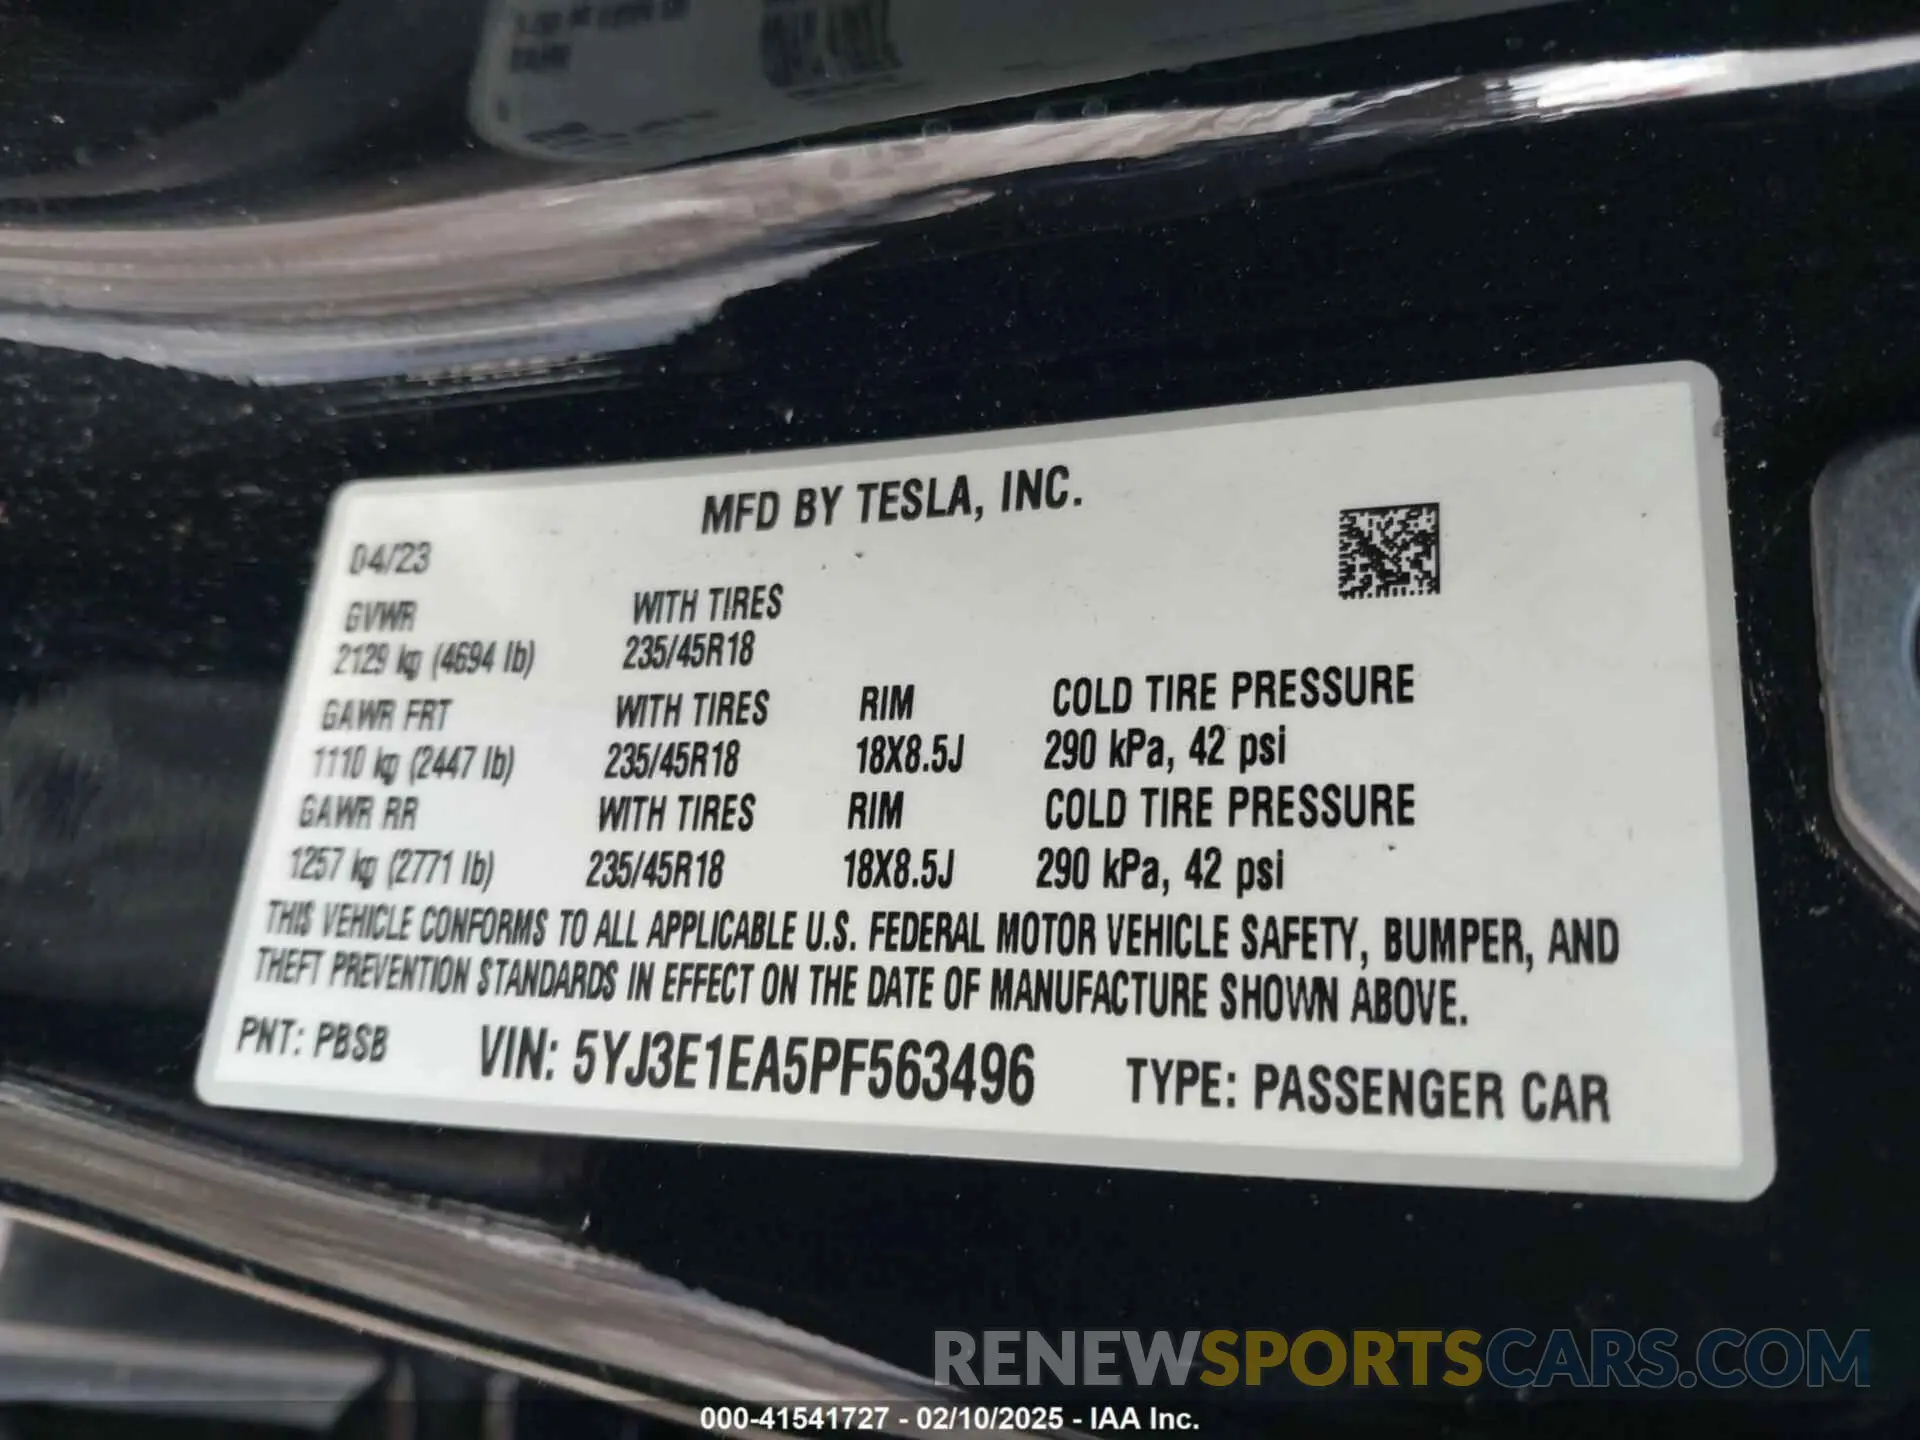 MFD BY TESLA, INC.
04/23
GVWR WITH TIRES
2129 kg (4694 lb) 235/45R18
GAWR FRT WITH TIRES RIM COLD TIRE PRESSURE
1110 kg (2447 lb) 235/45R18 18X8.5J 290 kPa, 42 psi
GAWR RR WITH TIRES RIM COLD TIRE PRESSURE
1257 kg (2771 lb) 235/45R18 18X8.5J 290 kPa, 42 psi
THIS VEHICLE CONFORMS TO ALL APPLICABLE U.S. FEDERAL MOTOR VEHICLE SAFETY, BUMPER, AND
THEFT PREVENTION STANDARDS IN EFFECT ON THE DATE OF MANUFACTURE SHOWN ABOVE.
PNT: PBSB VIN: 5YJ3E1EA5PF563496 TYPE: PASSENGER CAR
RENEWSPORTSCARS.COM
000-41541727 - 02/10/2025 - IAA Inc.